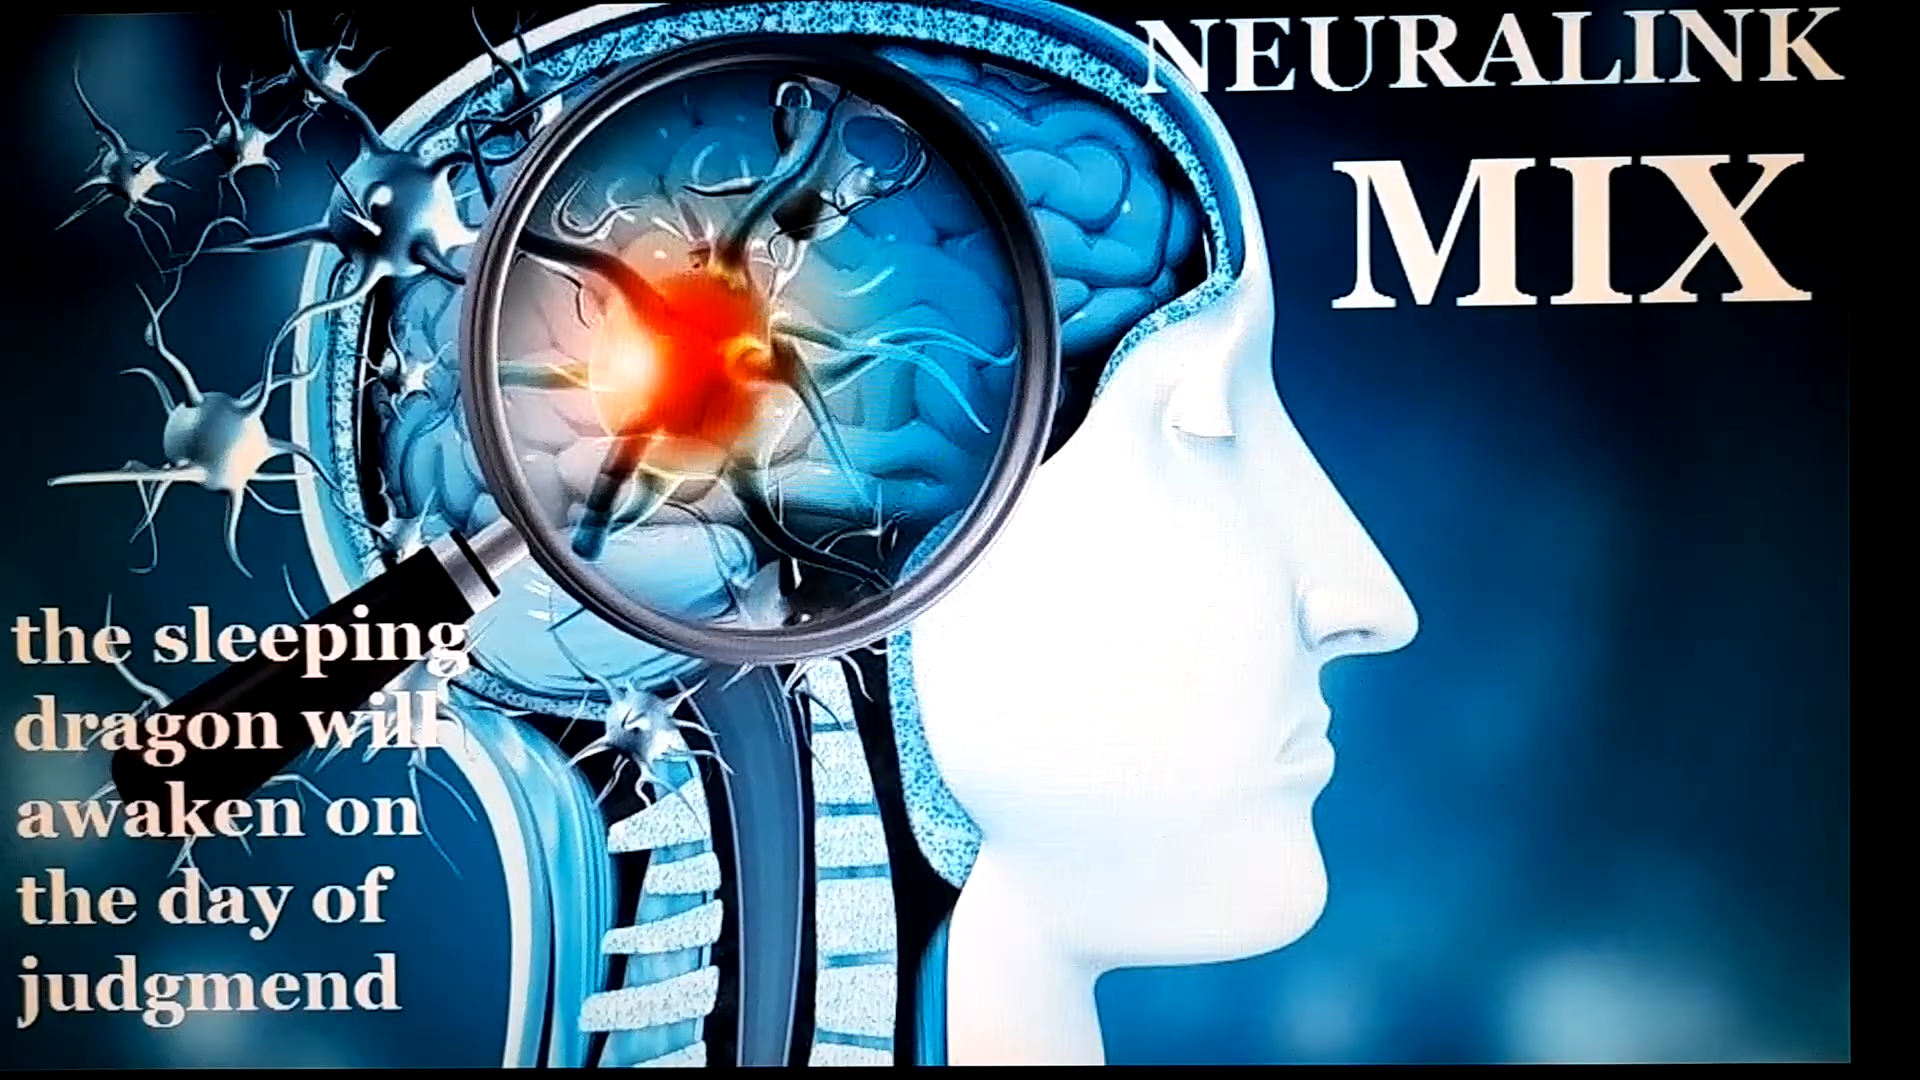 NEURALINK
MIX
the sleeping
dragon will
awaken on
the day of
judgmend